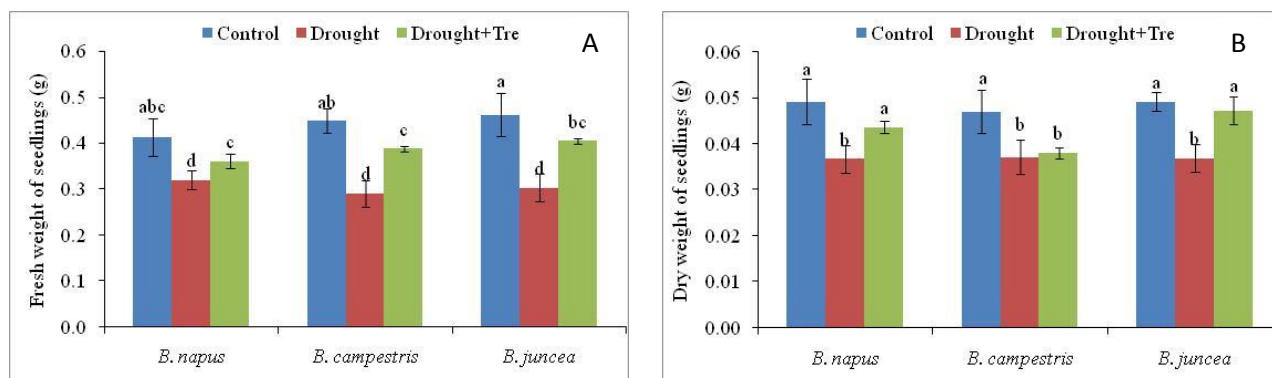 Control Drought Drought+Tre A
Fresh weight of seedlings (g)
0.6
0.5
0.4
0.3
0.2
0.1
0.0
abc d c ab d c a d bc
B. napus B. campestris B. juncea
Control Drought Drought+Tre B
Dry weight of seedlings (g)
0.06
0.05
0.04
0.03
0.02
0.01
0.00
a b a a b b a b a
B. napus B. campestris B. juncea